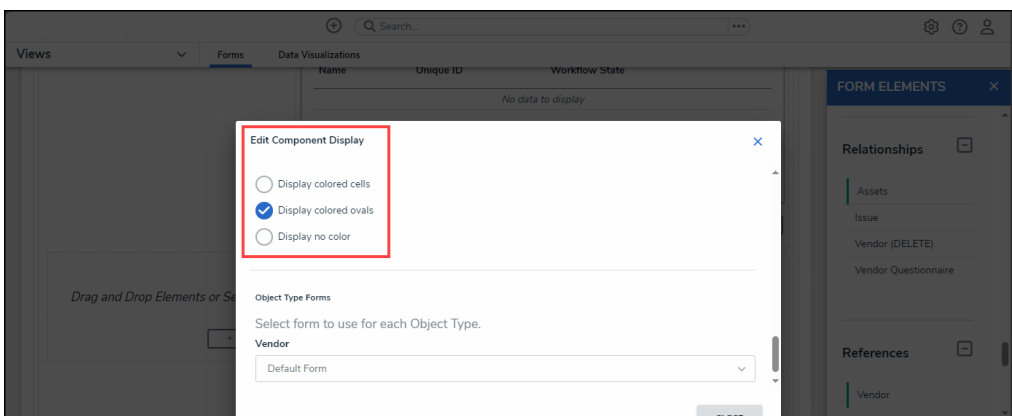 Search...
Views
Forms
Data Visualizations
Name Unique ID Workflow State
No data to display
FORM ELEMENTS
Edit Component Display
Display colored cells
Display colored ovals
Display no color
Object Type Forms
Select form to use for each Object Type.
Vendor
Default Form
CLOSE
Drag and Drop Elements or Se
Relationships
Assets
Issue
Vendor (DELETE)
Vendor Questionnaire
References
Vendor